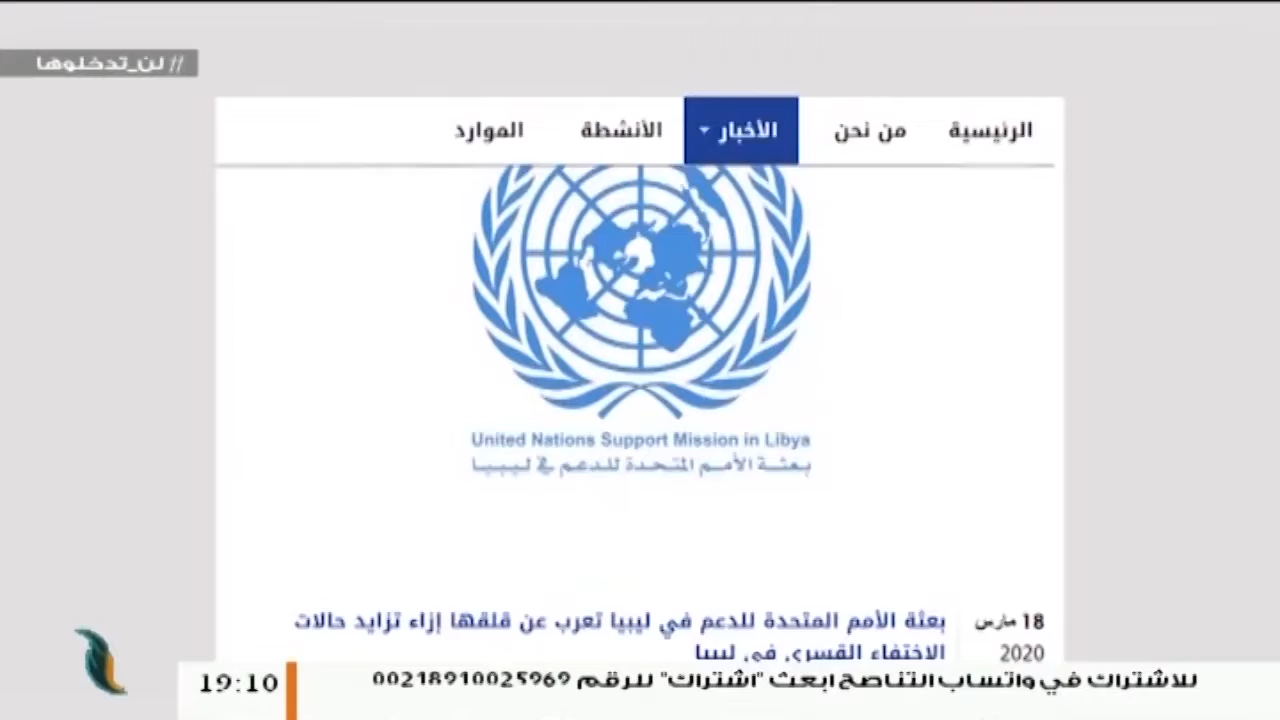 // لن_تدخلوها
الرئيسية من نحن الأخبار الأنشطة الموارد
United Nations Support Mission in Libya
بعثة الأمم المتحدة للدعم في ليبيا
18 مارس
2020
بعثة الأمم المتحدة للدعم في ليبيا تعرب عن قلقها إزاء تزايد حالات
الاختفاء القسري في ليبيا
للاشتراك في واتساب التناصح ابعث "اشتراك" للرقم 00218910025969
19:10